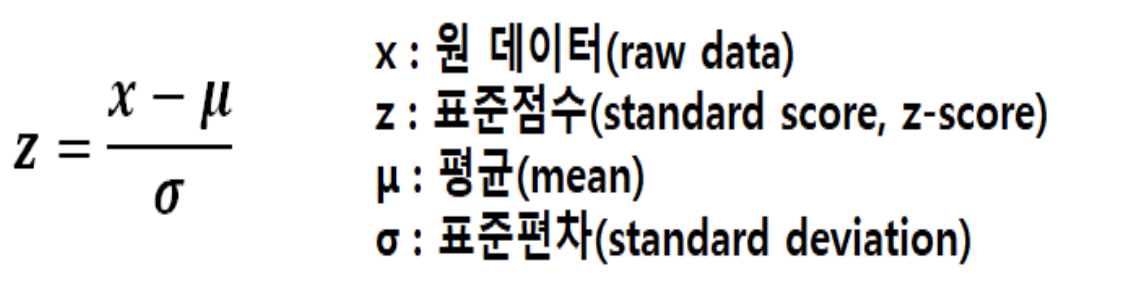 z = (x − μ) / σ
x : 원 데이터(raw data)
z : 표준점수(standard score, z-score)
μ : 평균(mean)
σ : 표준편차(standard deviation)